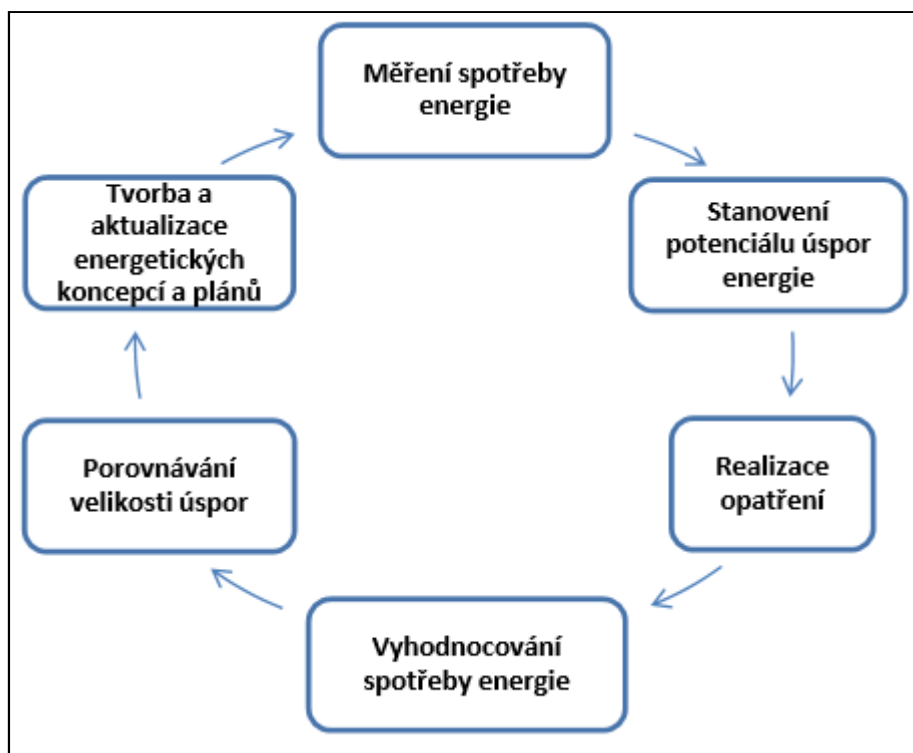 Měření spotřeby
energie
Stanovení
potenciálu úspor
energie
Realizace
opatření
Vyhodnocování
spotřeby energie
Porovnávání
velikosti úspor
Tvorba a
aktualizace
energetických
koncepcí a plánů